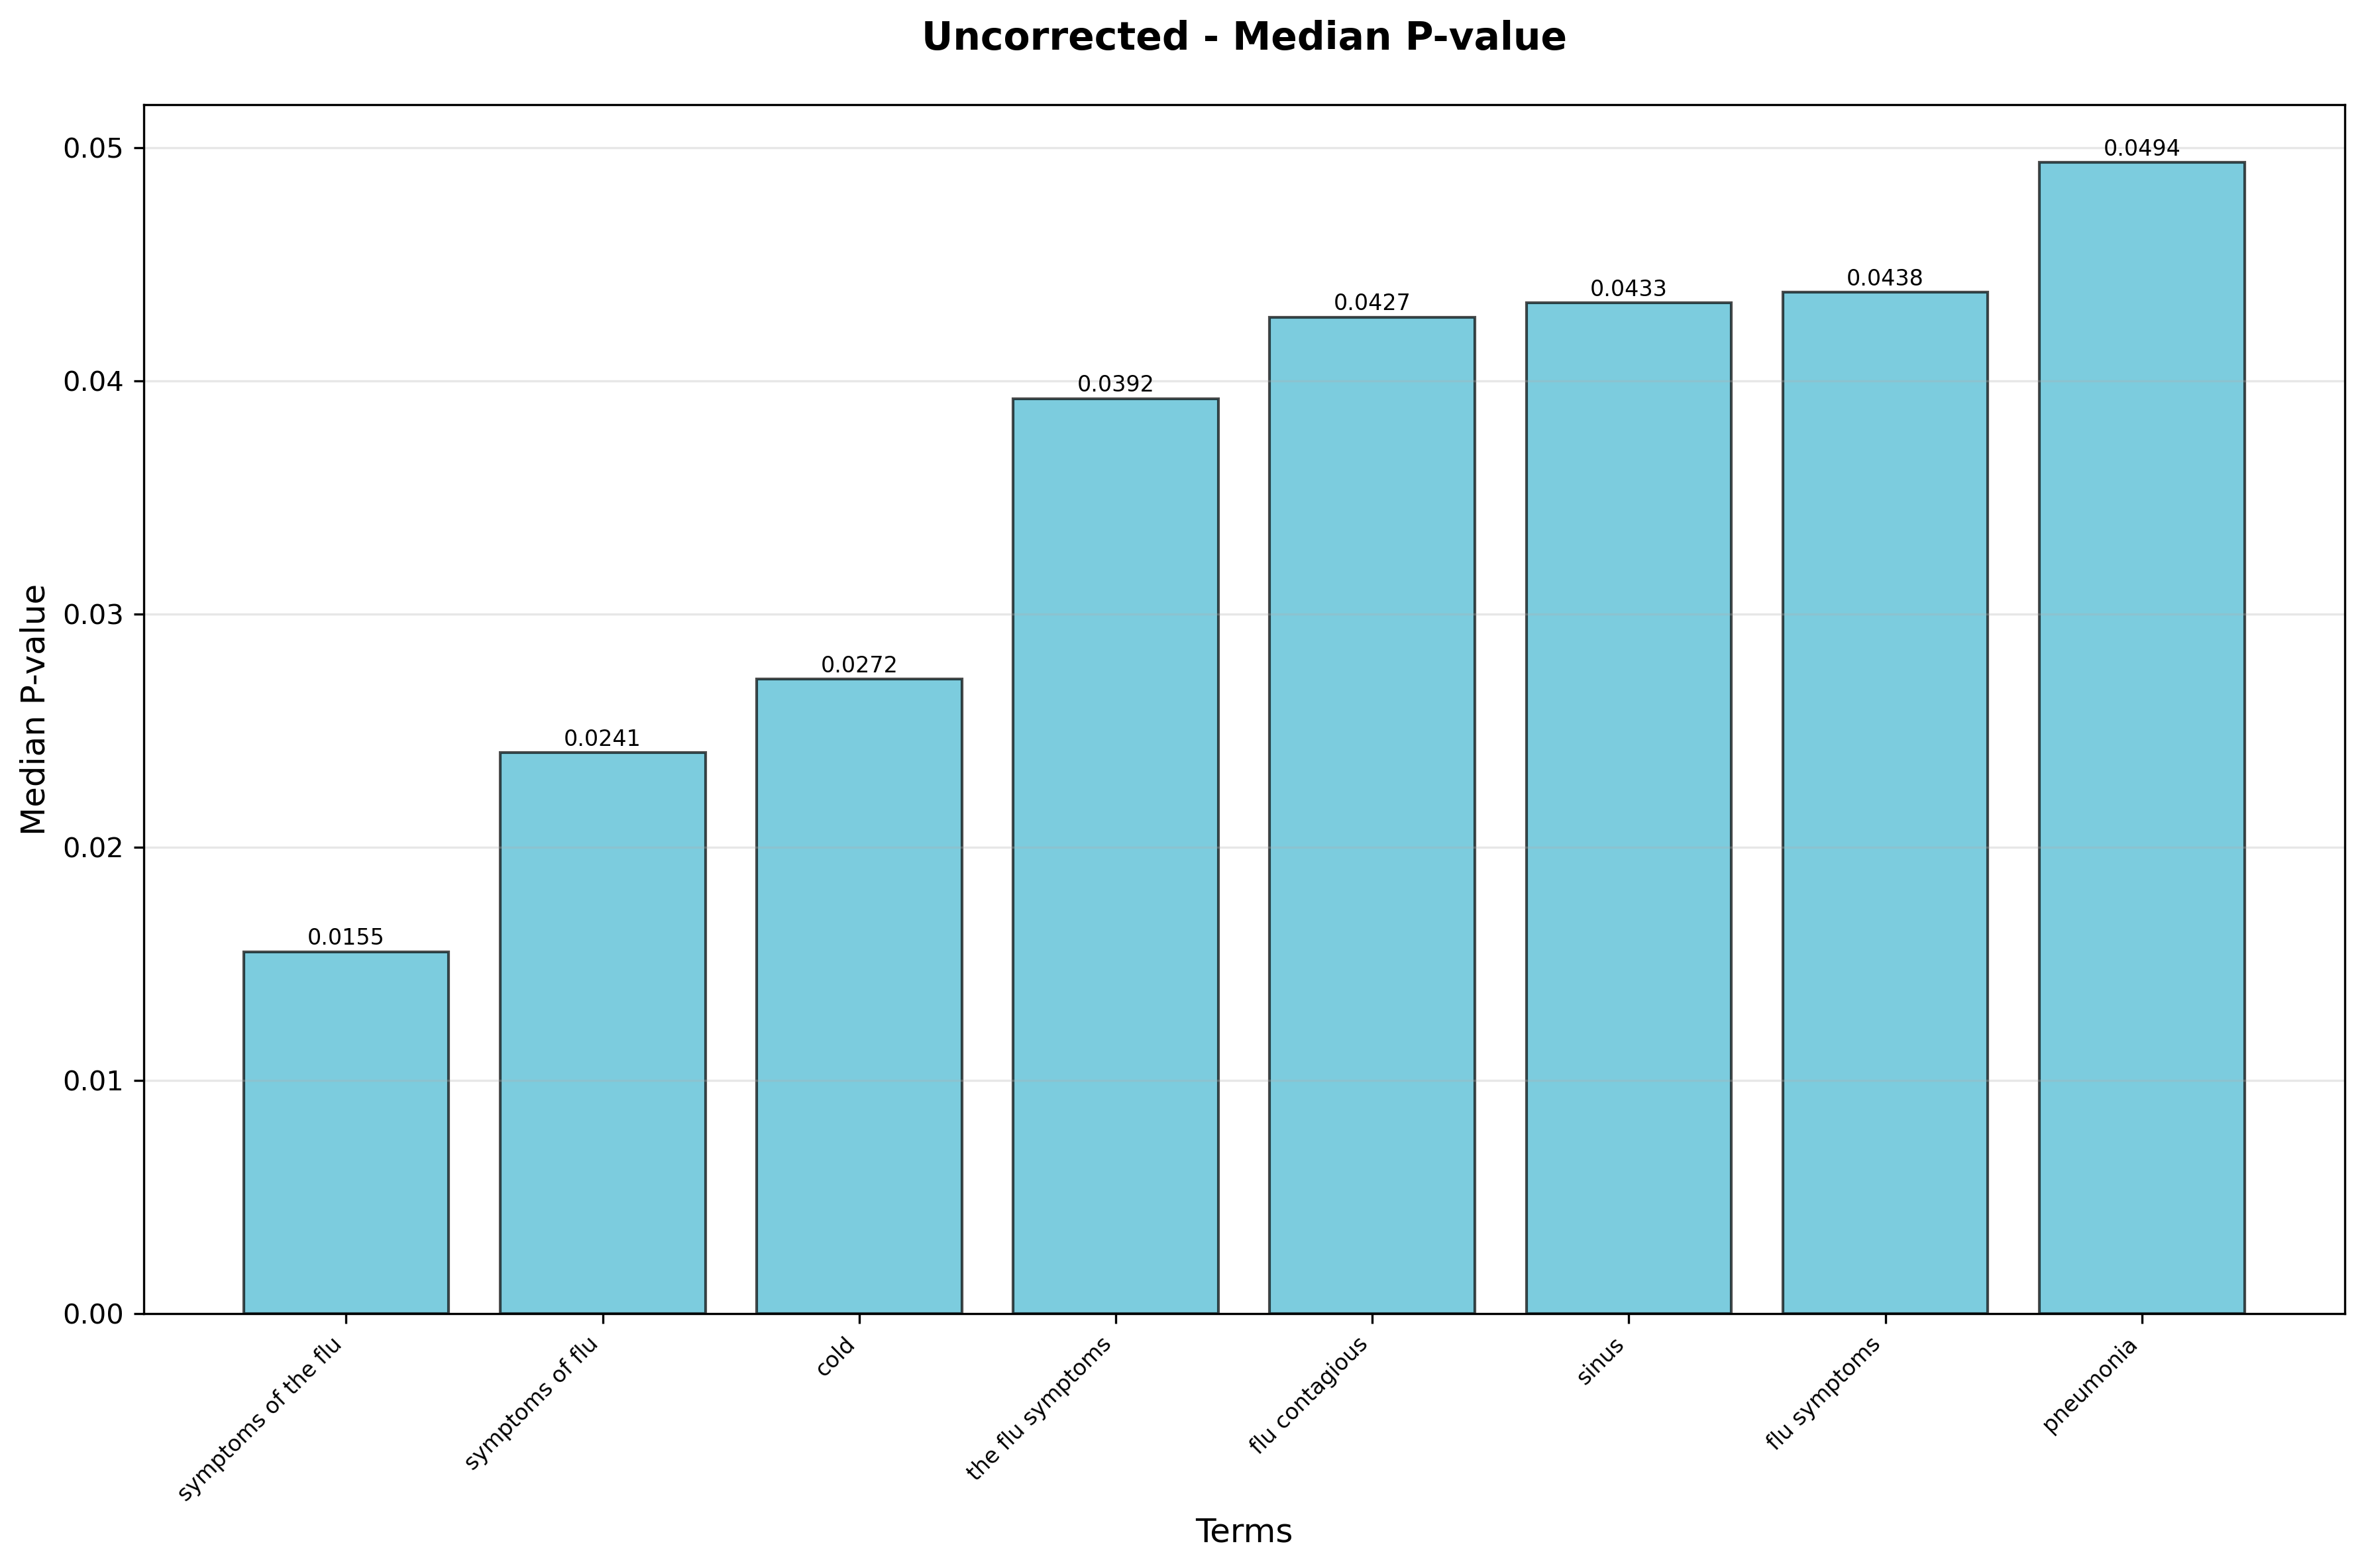 Uncorrected - Median P-value
Median P-value
0.05
0.04
0.03
0.02
0.01
0.00
0.0155
0.0241
0.0272
0.0392
0.0427
0.0433
0.0438
0.0494
symptoms of the flu
symptoms of flu
cold
the flu symptoms
flu contagious
sinus
flu symptoms
pneumonia
Terms